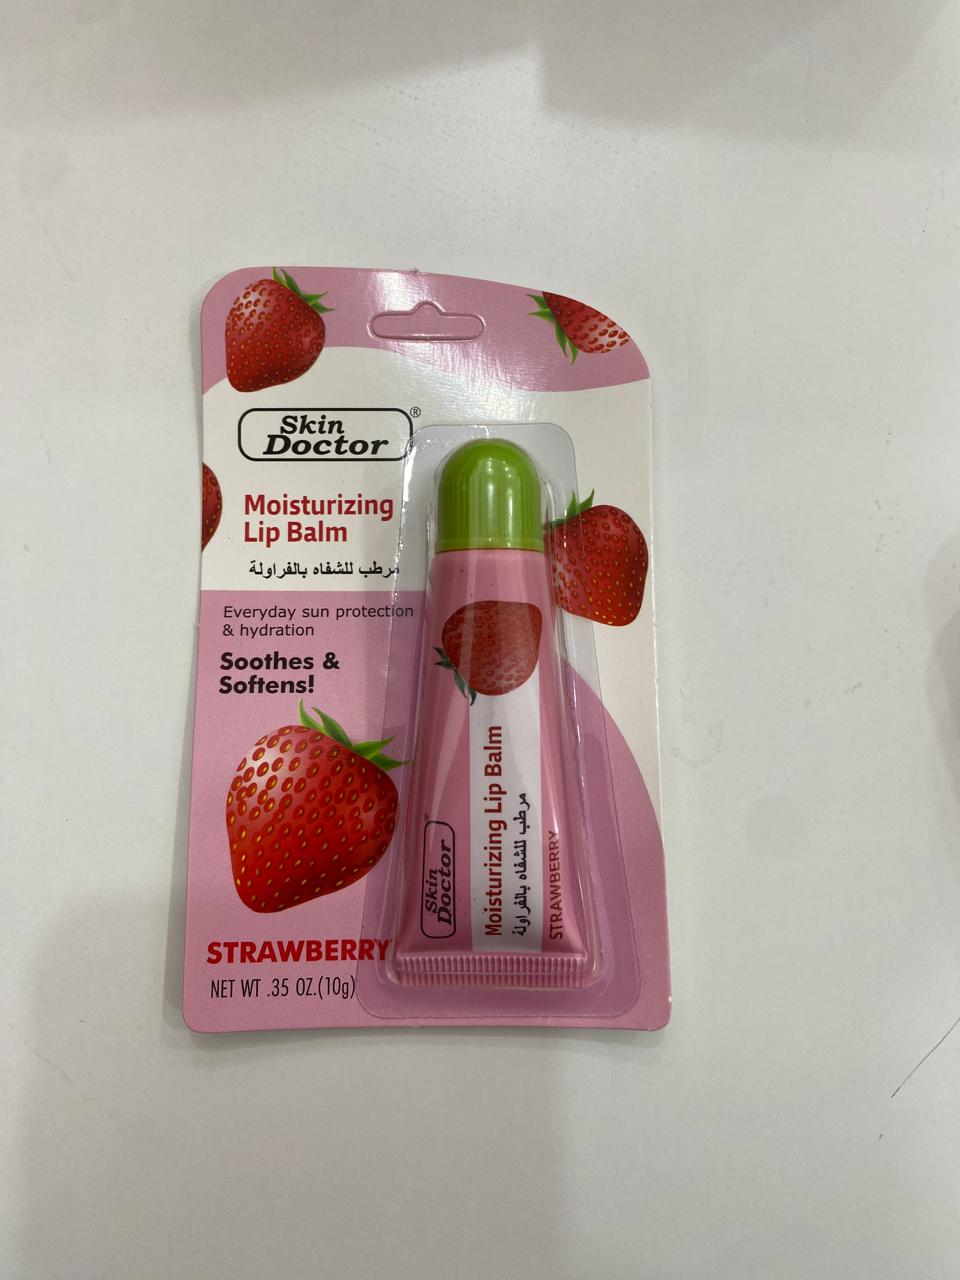 Skin
Doctor®
Moisturizing
Lip Balm
مرطب للشفاه بالفراولة
Everyday sun protection
& hydration
Soothes &
Softens!
STRAWBERRY
NET WT .35 OZ.(10g)
Skin
Doctor®
Moisturizing Lip Balm
مرطب للشفاه بالفراولة
STRAWBERRY